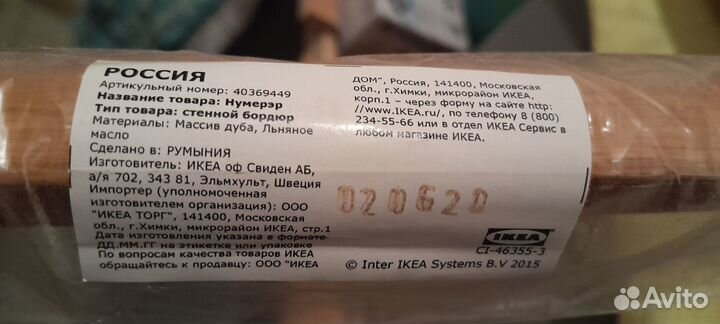 РОССИЯ
Артикульный номер: 40369449
Название товара: Нумерэр
Тип товара: стенной бордюр
Материалы: Массив дуба, Льняное
масло
Сделано в: РУМЫНИЯ
Изготовитель: ИКЕА оф Свиден АБ,
а/я 702, 343 81, Эльмхульт, Швеция
Импортер (уполномоченная
изготовителем организация): ООО
"ИКЕА ТОРГ", 141400, Московская
обл., г.Химки, микрорайон ИКЕА, стр.1
Дата изготовления указана в формате
ДД.ММ.ГГ на этикетке или упаковке
По вопросам качества товаров ИКЕА
обращайтесь к продавцу: ООО "ИКЕА
ДОМ", Россия, 141400, Московская
обл., г.Химки, микрорайон ИКЕА,
корп.1 – через форму на сайте http:
//www.IKEA.ru/, по телефону 8 (800)
234-55-66 или в отдел ИКЕА Сервис в
любом магазине ИКЕА.
020620
IKEA
CI-46355-3
© Inter IKEA Systems B.V 2015
Avito